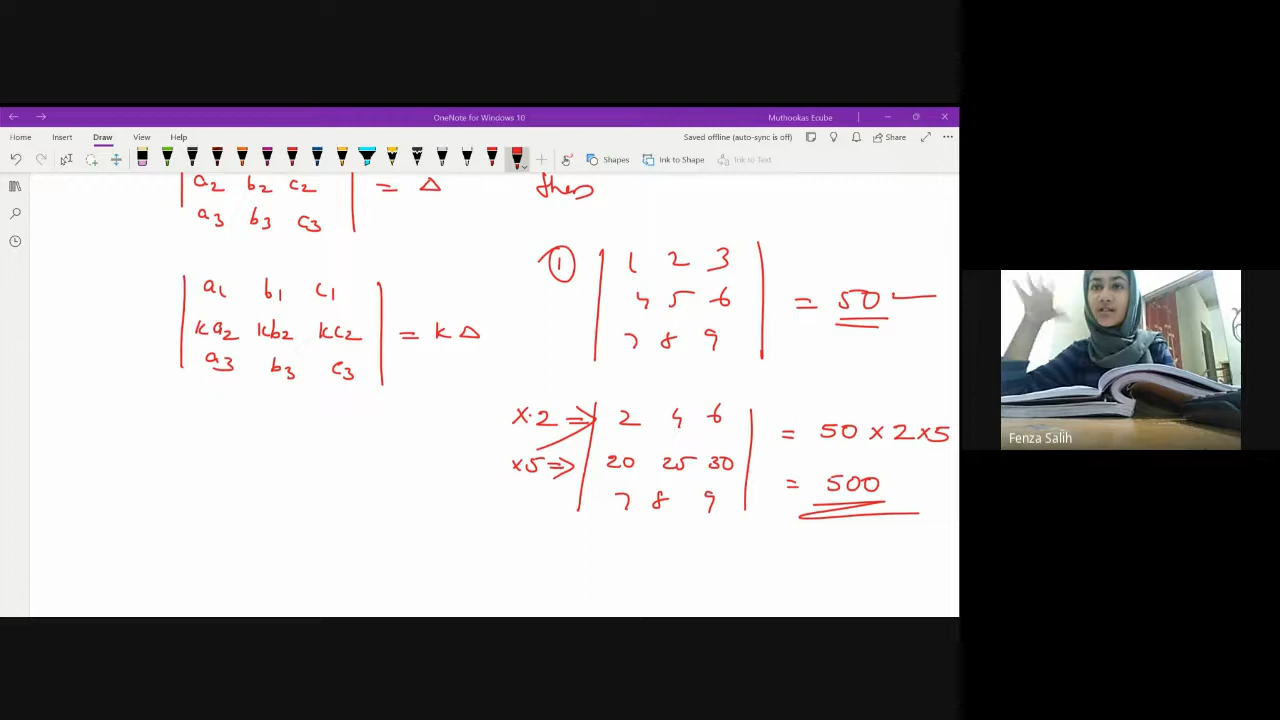 OneNote for Windows 10
Muthookas Ecube
Home Insert Draw View Help
Saved offline (auto-sync is off)
Share
Shapes
Ink to Shape
Ink to Text
a2 b2 c2 = Δ
a3 b3 c3
a1 b1 c1
ka2 kb2 kc2 = kΔ
a3 b3 c3
1
1 2 3
4 5 6 = 50
7 8 9
x·2 => 2 4 6 = 50 x 2 x 5
x5 => 20 25 30
7 8 9 = 500
Fenza Salih